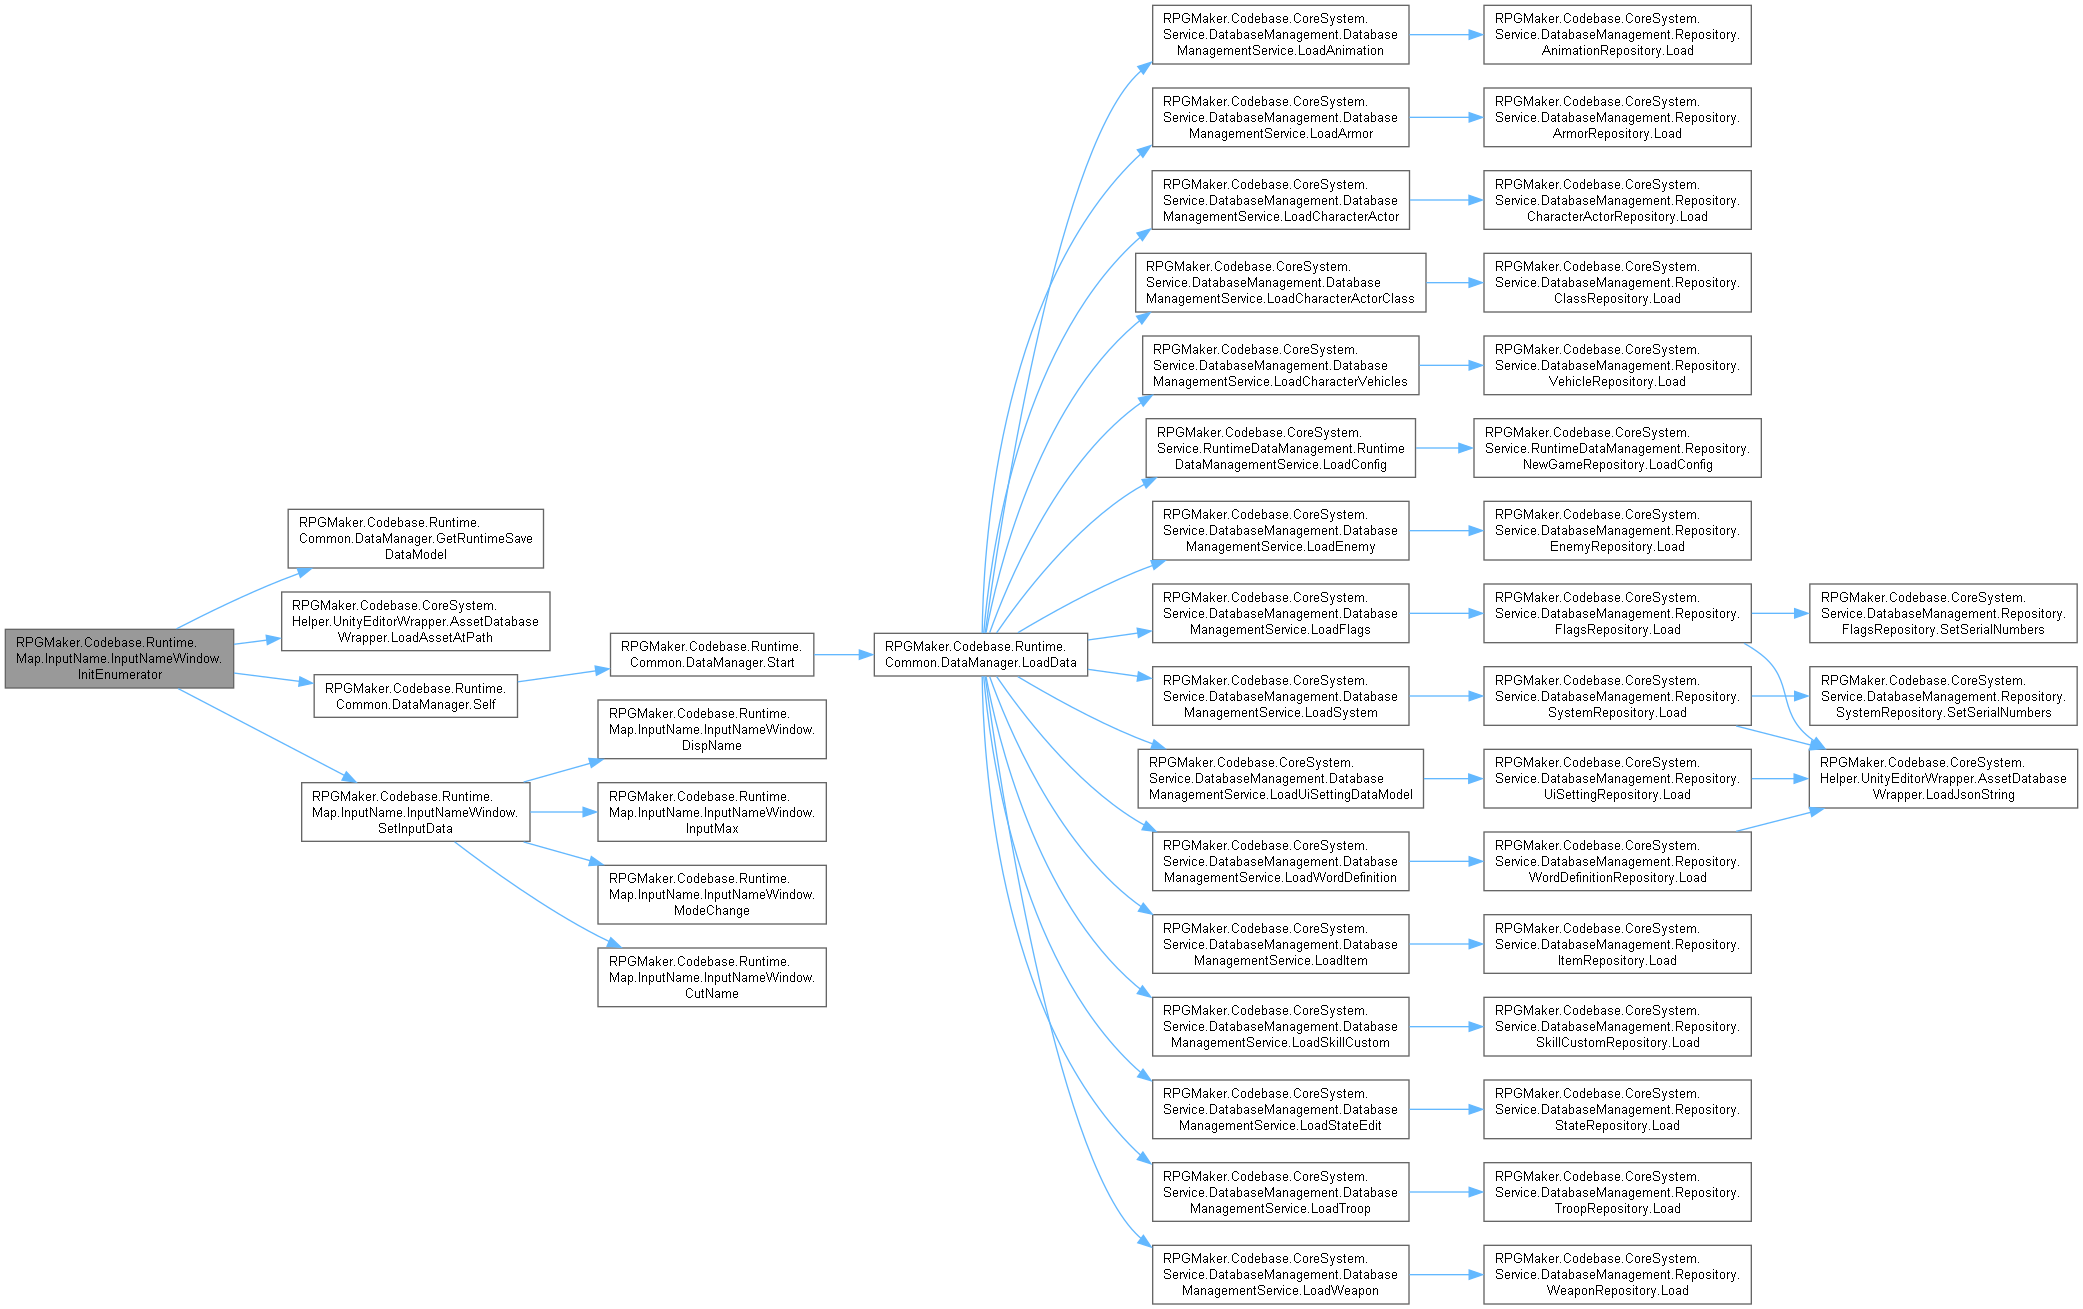 RPGMaker.Codebase.Runtime.
Map.InputName.InputNameWindow.
InitEnumerator
RPGMaker.Codebase.Runtime.
Common.DataManager.GetRuntimeSave
DataModel
RPGMaker.Codebase.CoreSystem.
Helper.UnityEditorWrapper.AssetDatabase
Wrapper.LoadAssetAtPath
RPGMaker.Codebase.Runtime.
Common.DataManager.Self
RPGMaker.Codebase.Runtime.
Map.InputName.InputNameWindow.
SetInputData
RPGMaker.Codebase.Runtime.
Common.DataManager.Start
RPGMaker.Codebase.Runtime.
Map.InputName.InputNameWindow.
DispName
RPGMaker.Codebase.Runtime.
Map.InputName.InputNameWindow.
InputMax
RPGMaker.Codebase.Runtime.
Map.InputName.InputNameWindow.
ModeChange
RPGMaker.Codebase.Runtime.
Map.InputName.InputNameWindow.
CutName
RPGMaker.Codebase.Runtime.
Common.DataManager.LoadData
RPGMaker.Codebase.CoreSystem.
Service.DatabaseManagement.Database
ManagementService.LoadAnimation
RPGMaker.Codebase.CoreSystem.
Service.DatabaseManagement.Database
ManagementService.LoadArmor
RPGMaker.Codebase.CoreSystem.
Service.DatabaseManagement.Database
ManagementService.LoadCharacterActor
RPGMaker.Codebase.CoreSystem.
Service.DatabaseManagement.Database
ManagementService.LoadCharacterActorClass
RPGMaker.Codebase.CoreSystem.
Service.DatabaseManagement.Database
ManagementService.LoadCharacterVehicles
RPGMaker.Codebase.CoreSystem.
Service.RuntimeDataManagement.Runtime
DataManagementService.LoadConfig
RPGMaker.Codebase.CoreSystem.
Service.DatabaseManagement.Database
ManagementService.LoadEnemy
RPGMaker.Codebase.CoreSystem.
Service.DatabaseManagement.Database
ManagementService.LoadFlags
RPGMaker.Codebase.CoreSystem.
Service.DatabaseManagement.Database
ManagementService.LoadSystem
RPGMaker.Codebase.CoreSystem.
Service.DatabaseManagement.Database
ManagementService.LoadUiSettingDataModel
RPGMaker.Codebase.CoreSystem.
Service.DatabaseManagement.Database
ManagementService.LoadWordDefinition
RPGMaker.Codebase.CoreSystem.
Service.DatabaseManagement.Database
ManagementService.LoadItem
RPGMaker.Codebase.CoreSystem.
Service.DatabaseManagement.Database
ManagementService.LoadSkillCustom
RPGMaker.Codebase.CoreSystem.
Service.DatabaseManagement.Database
ManagementService.LoadStateEdit
RPGMaker.Codebase.CoreSystem.
Service.DatabaseManagement.Database
ManagementService.LoadTroop
RPGMaker.Codebase.CoreSystem.
Service.DatabaseManagement.Database
ManagementService.LoadWeapon
RPGMaker.Codebase.CoreSystem.
Service.DatabaseManagement.Repository.
AnimationRepository.Load
RPGMaker.Codebase.CoreSystem.
Service.DatabaseManagement.Repository.
ArmorRepository.Load
RPGMaker.Codebase.CoreSystem.
Service.DatabaseManagement.Repository.
CharacterActorRepository.Load
RPGMaker.Codebase.CoreSystem.
Service.DatabaseManagement.Repository.
ClassRepository.Load
RPGMaker.Codebase.CoreSystem.
Service.DatabaseManagement.Repository.
VehicleRepository.Load
RPGMaker.Codebase.CoreSystem.
Service.RuntimeDataManagement.Repository.
NewGameRepository.LoadConfig
RPGMaker.Codebase.CoreSystem.
Service.DatabaseManagement.Repository.
EnemyRepository.Load
RPGMaker.Codebase.CoreSystem.
Service.DatabaseManagement.Repository.
FlagsRepository.Load
RPGMaker.Codebase.CoreSystem.
Service.DatabaseManagement.Repository.
SystemRepository.Load
RPGMaker.Codebase.CoreSystem.
Service.DatabaseManagement.Repository.
UiSettingRepository.Load
RPGMaker.Codebase.CoreSystem.
Service.DatabaseManagement.Repository.
WordDefinitionRepository.Load
RPGMaker.Codebase.CoreSystem.
Service.DatabaseManagement.Repository.
ItemRepository.Load
RPGMaker.Codebase.CoreSystem.
Service.DatabaseManagement.Repository.
SkillCustomRepository.Load
RPGMaker.Codebase.CoreSystem.
Service.DatabaseManagement.Repository.
StateRepository.Load
RPGMaker.Codebase.CoreSystem.
Service.DatabaseManagement.Repository.
TroopRepository.Load
RPGMaker.Codebase.CoreSystem.
Service.DatabaseManagement.Repository.
WeaponRepository.Load
RPGMaker.Codebase.CoreSystem.
Service.DatabaseManagement.Repository.
FlagsRepository.SetSerialNumbers
RPGMaker.Codebase.CoreSystem.
Service.DatabaseManagement.Repository.
SystemRepository.SetSerialNumbers
RPGMaker.Codebase.CoreSystem.
Helper.UnityEditorWrapper.AssetDatabase
Wrapper.LoadJsonString